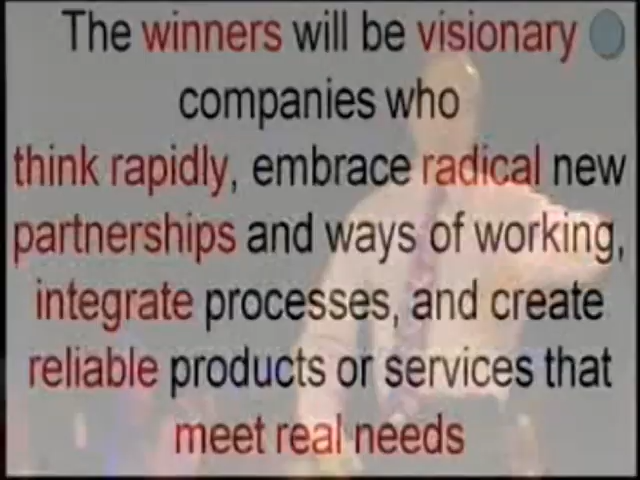 The winners will be visionary
companies who
think rapidly, embrace radical new
partnerships and ways of working,
integrate processes, and create
reliable products or services that
meet real needs